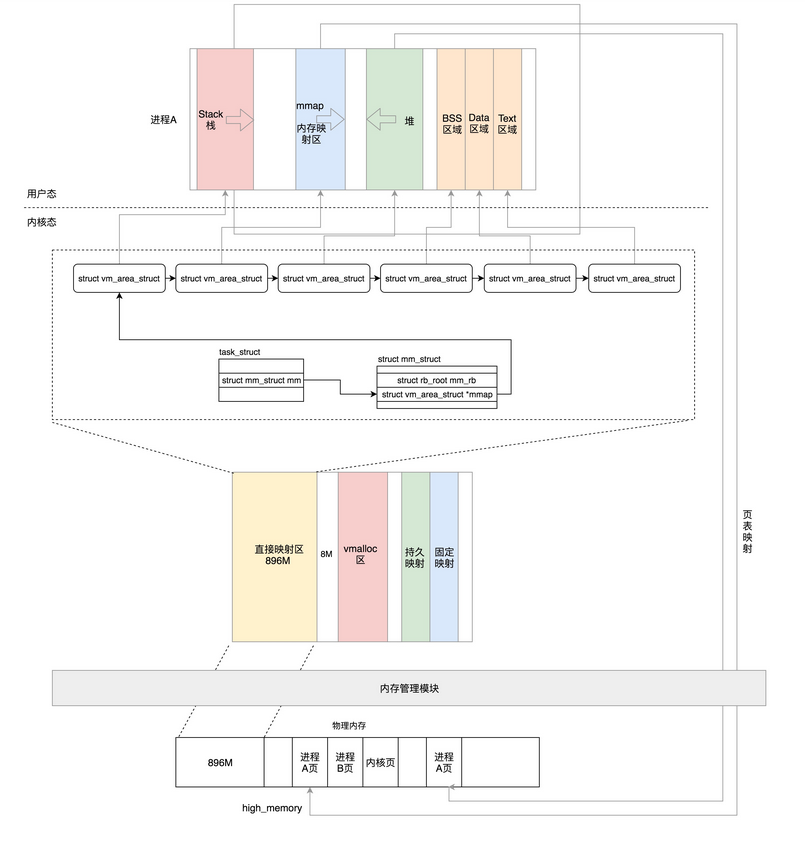 进程A
Stack
栈
mmap
内存映
射区
堆
BSS
区域
Data
区域
Text
区域
用户态
内核态
struct vm_area_struct
struct vm_area_struct
struct vm_area_struct
struct vm_area_struct
struct vm_area_struct
struct vm_area_struct
task_struct
struct mm_struct mm
struct mm_struct
struct rb_root mm_rb
struct vm_area_struct *mmap
直接映射区
896M
8M
vmalloc
区
持久
映射
固定
映射
页表映射
内存管理模块
物理内存
896M
进程
A页
进程
B页
内核页
进程
A页
high_memory